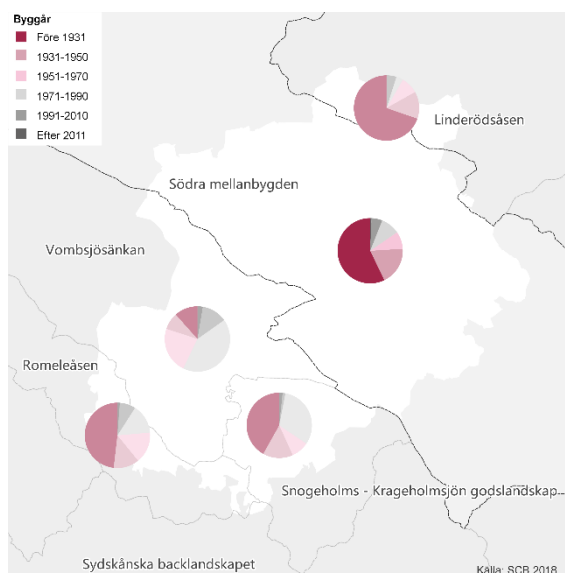 Byggår
Före 1931
1931-1950
1951-1970
1971-1990
1991-2010
Efter 2011
Linderödsåsen
Södra mellanbygden
Vombsjösänkan
Romeleåsen
Snogeholms - Krageholmsjön godslandskap
Sydskånska backlandskapet
Källa: SCB 2018